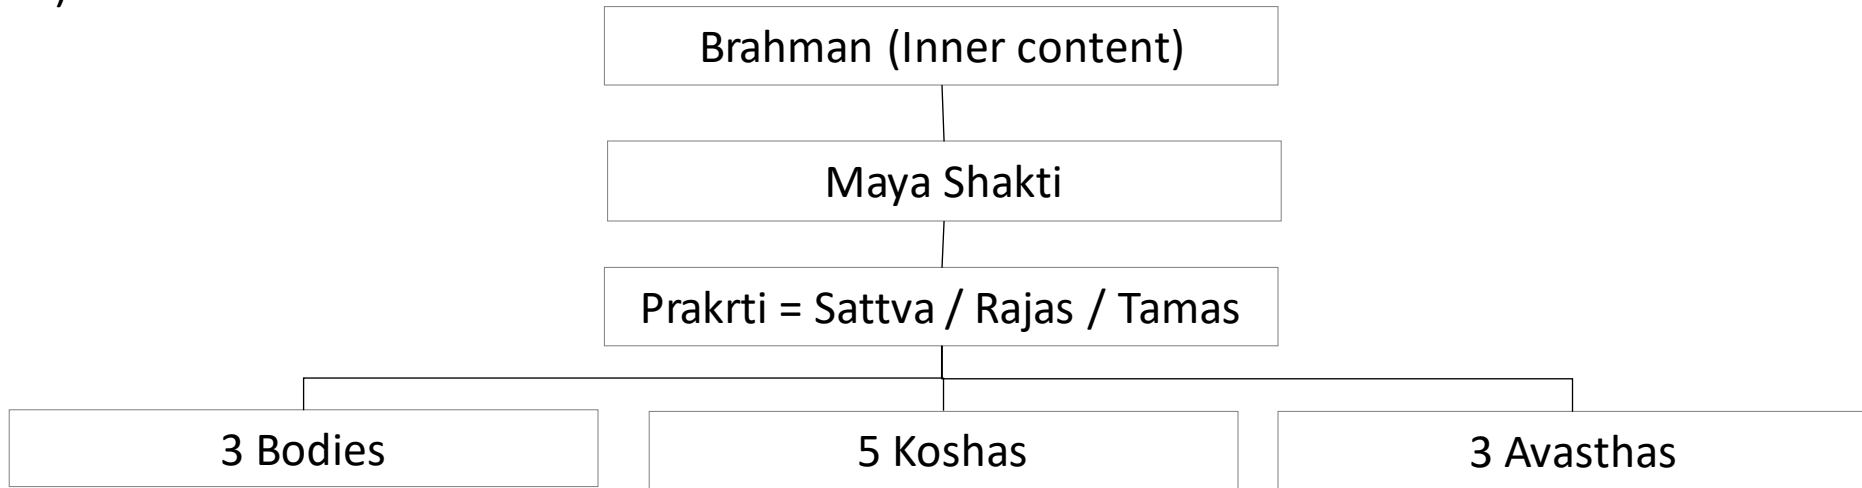 Brahman (Inner content)
Maya Shakti
Prakrti = Sattva / Rajas / Tamas
3 Bodies
5 Koshas
3 Avasthas